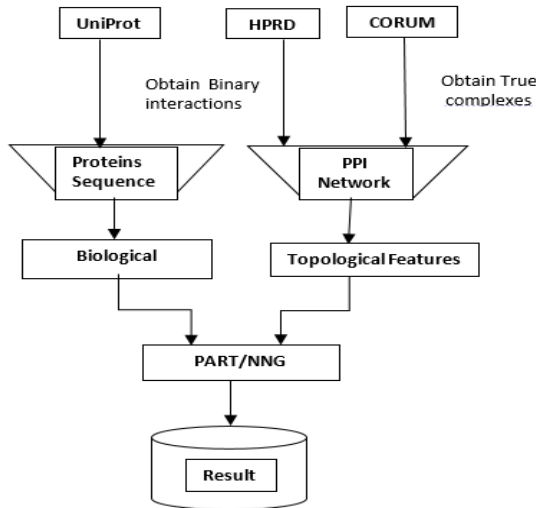 UniProt
HPRD
CORUM
Obtain Binary
interactions
Obtain True
complexes
Proteins
Sequence
PPI
Network
Biological
Topological Features
PART/NNG
Result